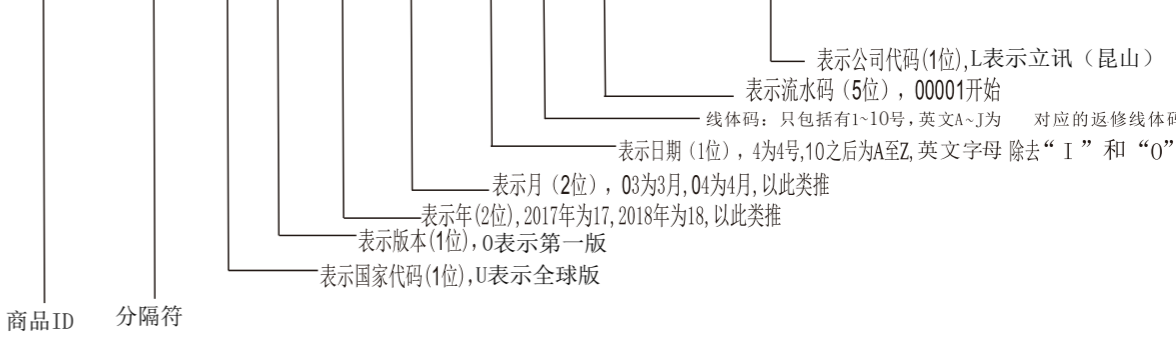 表示公司代码(1位),L表示立讯（昆山）
表示流水码（5位），00001开始
线体码：只包括有1~10号,英文A~J为 对应的返修线体码
表示日期（1位），4为4号,10之后为A至Z,英文字母 除去“I”和“O”
表示月（2位），03为3月,04为4月,以此类推
表示年(2位),2017年为17,2018年为18,以此类推
表示版本(1位),0表示第一版
表示国家代码(1位),U表示全球版
商品ID 分隔符